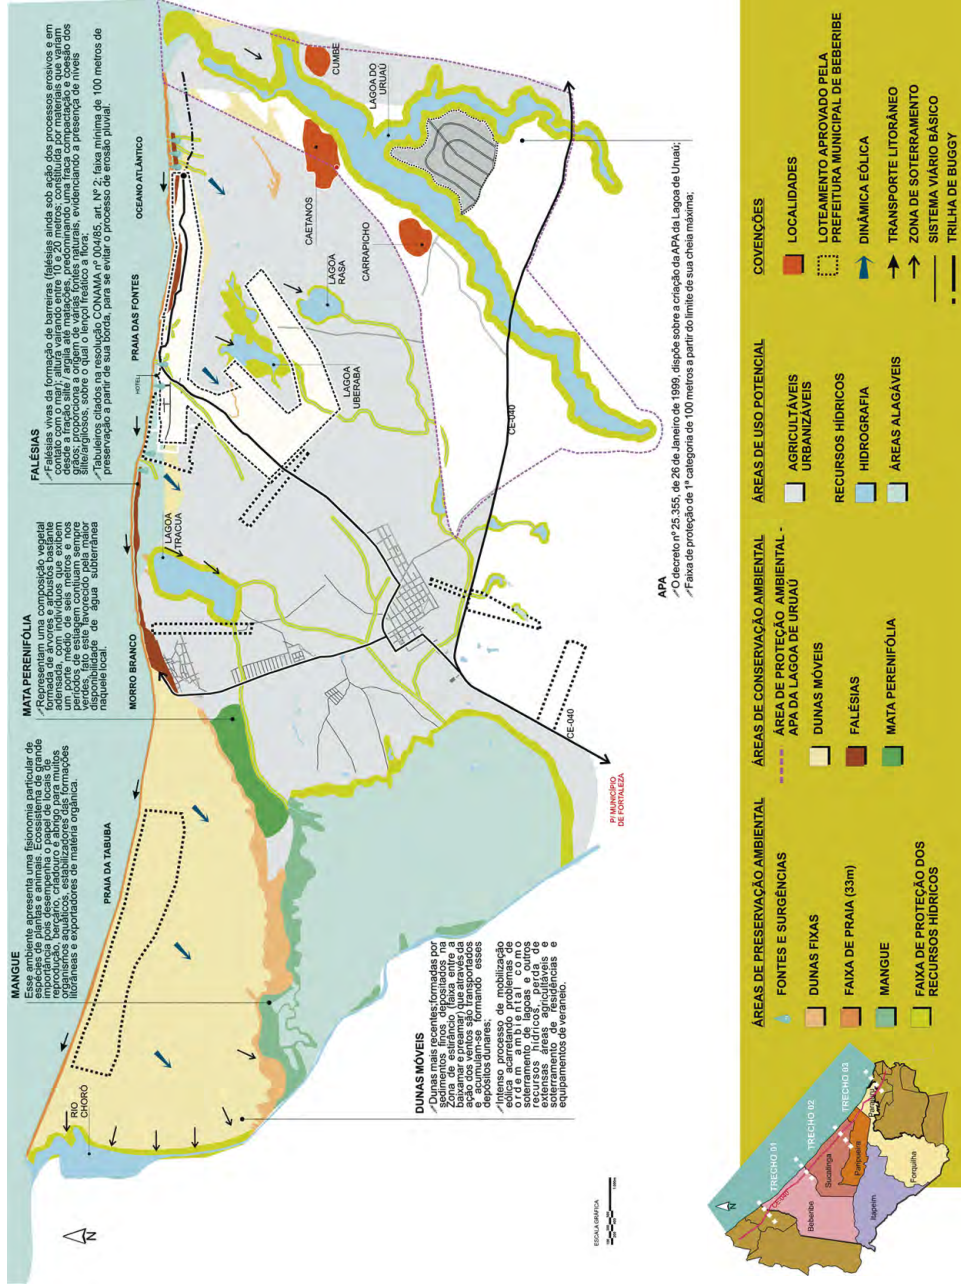 MANGUE
Esse ambiente apresenta uma fisionomia particular de
espécies de plantas e animais. Ecossistema de grande
importância pois desempenha o papel de locais de
reprodução, berçário, criadouro e abrigo para muitos
organismos aquáticos, estabilizadores das formações
litorâneas e exportadores de matéria orgânica.
MATA PERENIFÓLIA
Representam uma composição vegetal
formada de árvores e arbustos bastante
adensada, com indivíduos que exibem
um porte médio de seis metros e nos
períodos de estiagem contiuam sempre
verdes, fato este favorecido pela maior
disponibilidade de água subterrânea
naquele local.
FALÉSIAS
Falésias vivas da formação de barreiras (falésias ainda sob ação dos processos erosivos e em
contato com o mar); altura vairando entre 10 e 20 metros; constituída por materiais que variam
desde a fração silte / argila até matações, predominando uma fraca compactação e coesão dos
grãos; proporciona a origem de várias fontes naturais, evidenciando a presença de níveis
silte/argilosos, sobre o qual o lençol freático a flora;
Tabuleiros citados na resolução CONAMA nº 00485, art. Nº 2; faixa mínima de 100 metros de
preservação a partir de sua borda, para se evitar o processo de erosão pluvial.
N
RIO
CHORÓ
PRAIA DA TABUBA
MORRO BRANCO
PRAIA DAS FONTES
OCEANO ATLÂNTICO
HOTEL
LAGOA
TRACUA
LAGOA
UBERABA
LAGOA
RASA
CAETANOS
CARRAPICHO
CUMBE
LAGOA DO
URUAÚ
CE-040
CE-040
P/ MUNICÍPIO
DE FORTALEZA
DUNAS MÓVEIS
Dunas mais recentes;formadas por
sedimentos finos, depositados na
Zona de estirâncio (faixa entre a
baixamar e preamar) que através da
ação dos ventos são transportados
e acumulam-se formando esses
depósitos dunares;
Intenso processo de mobilização
eólica acarretando problemas de
ordem ambiental como
soterramento de lagoas e outros
recursos hídricos, perda de
extensas áreas agricultáveis e
soterramento de residências e
equipamentos de veraneio.
APA
O decreto nº 25.355, de 26 de Janeiro de 1999, dispõe sobre a criação da APA da Lagoa de Uruaú;
Faixa de proteção de 1ª categoria de 100 metros a partir do limite de sua cheia máxima;
ESCALA GRÁFICA
N
TRECHO 01
TRECHO 02
TRECHO 03
Beberibe
Sucatinga
Paripueira
Itapeim
Forquilha
ÁREAS DE PRESERVAÇÃO AMBIENTAL
FONTES E SURGÊNCIAS
DUNAS FIXAS
FAIXA DE PRAIA (33m)
MANGUE
FAIXA DE PROTEÇÃO DOS
RECURSOS HÍDRICOS
ÁREAS DE CONSERVAÇÃO AMBIENTAL
ÁREA DE PROTEÇÃO AMBIENTAL -
APA DA LAGOA DE URUAÚ
DUNAS MÓVEIS
FALÉSIAS
MATA PERENIFÓLIA
ÁREAS DE USO POTENCIAL
AGRICULTÁVEIS
URBANIZÁVEIS
RECURSOS HÍDRICOS
HIDROGRAFIA
ÁREAS ALAGÁVEIS
COVENÇÕES
LOCALIDADES
LOTEAMENTO APROVADO PELA
PREFEITURA MUNICIPAL DE BEBERIBE
DINÂMICA EÓLICA
TRANSPORTE LITORÂNEO
ZONA DE SOTERRAMENTO
SISTEMA VIÁRIO BÁSICO
TRILHA DE BUGGY